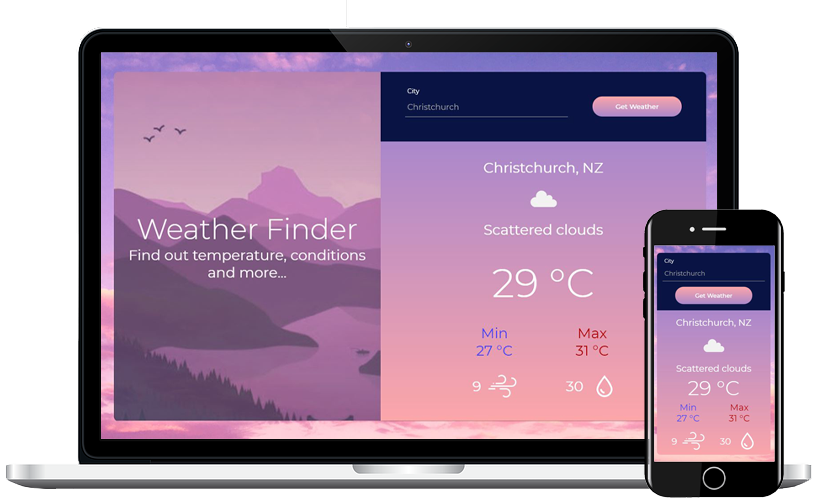 City
Christchurch
Get Weather
Christchurch, NZ
Scattered clouds
Weather Finder
Find out temperature, conditions
and more...
29 °C
Min
Max
27 °C
31 °C
9
30
City
Christchurch
Get Weather
Christchurch, NZ
Scattered clouds
29 °C
Min
Max
27 °C
31 °C
9
30